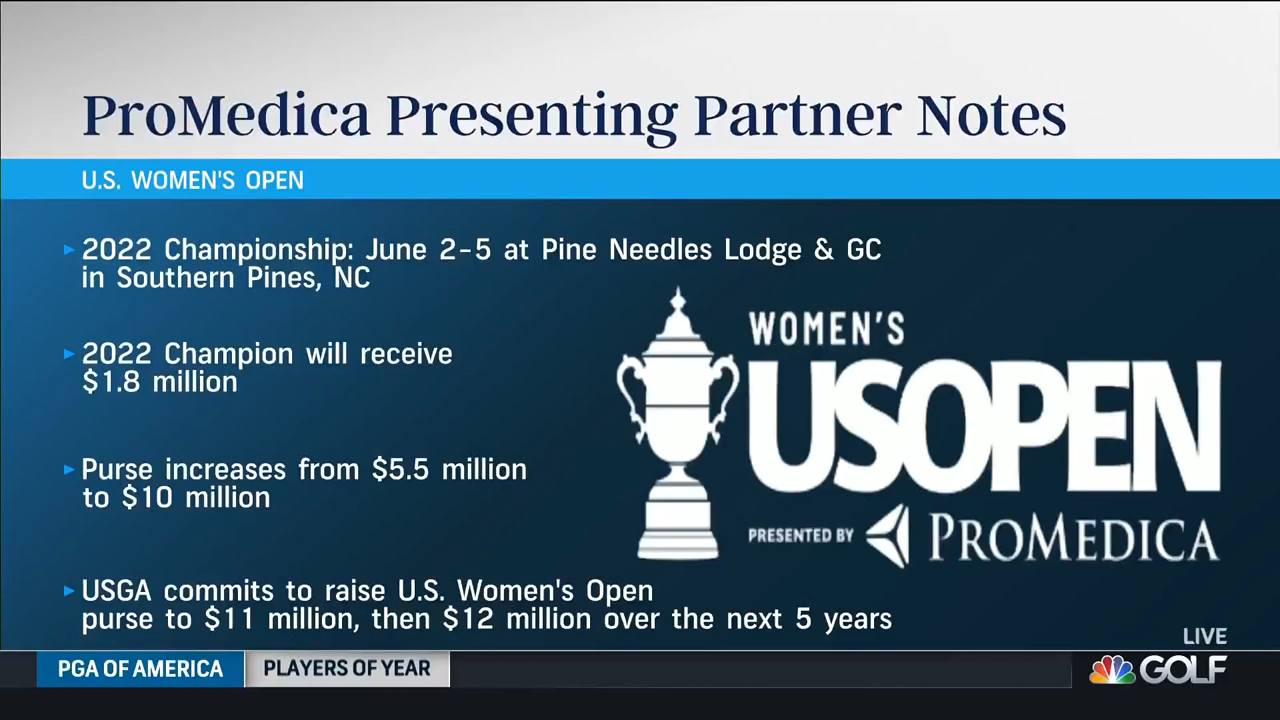 ProMedica Presenting Partner Notes
U.S. WOMEN'S OPEN
2022 Championship: June 2-5 at Pine Needles Lodge & GC
in Southern Pines, NC
2022 Champion will receive
$1.8 million
Purse increases from $5.5 million
to $10 million
USGA commits to raise U.S. Women's Open
purse to $11 million, then $12 million over the next 5 years
WOMEN'S
USOPEN
PRESENTED BY PROMEDICA
LIVE
PGA OF AMERICA PLAYERS OF YEAR GOLF